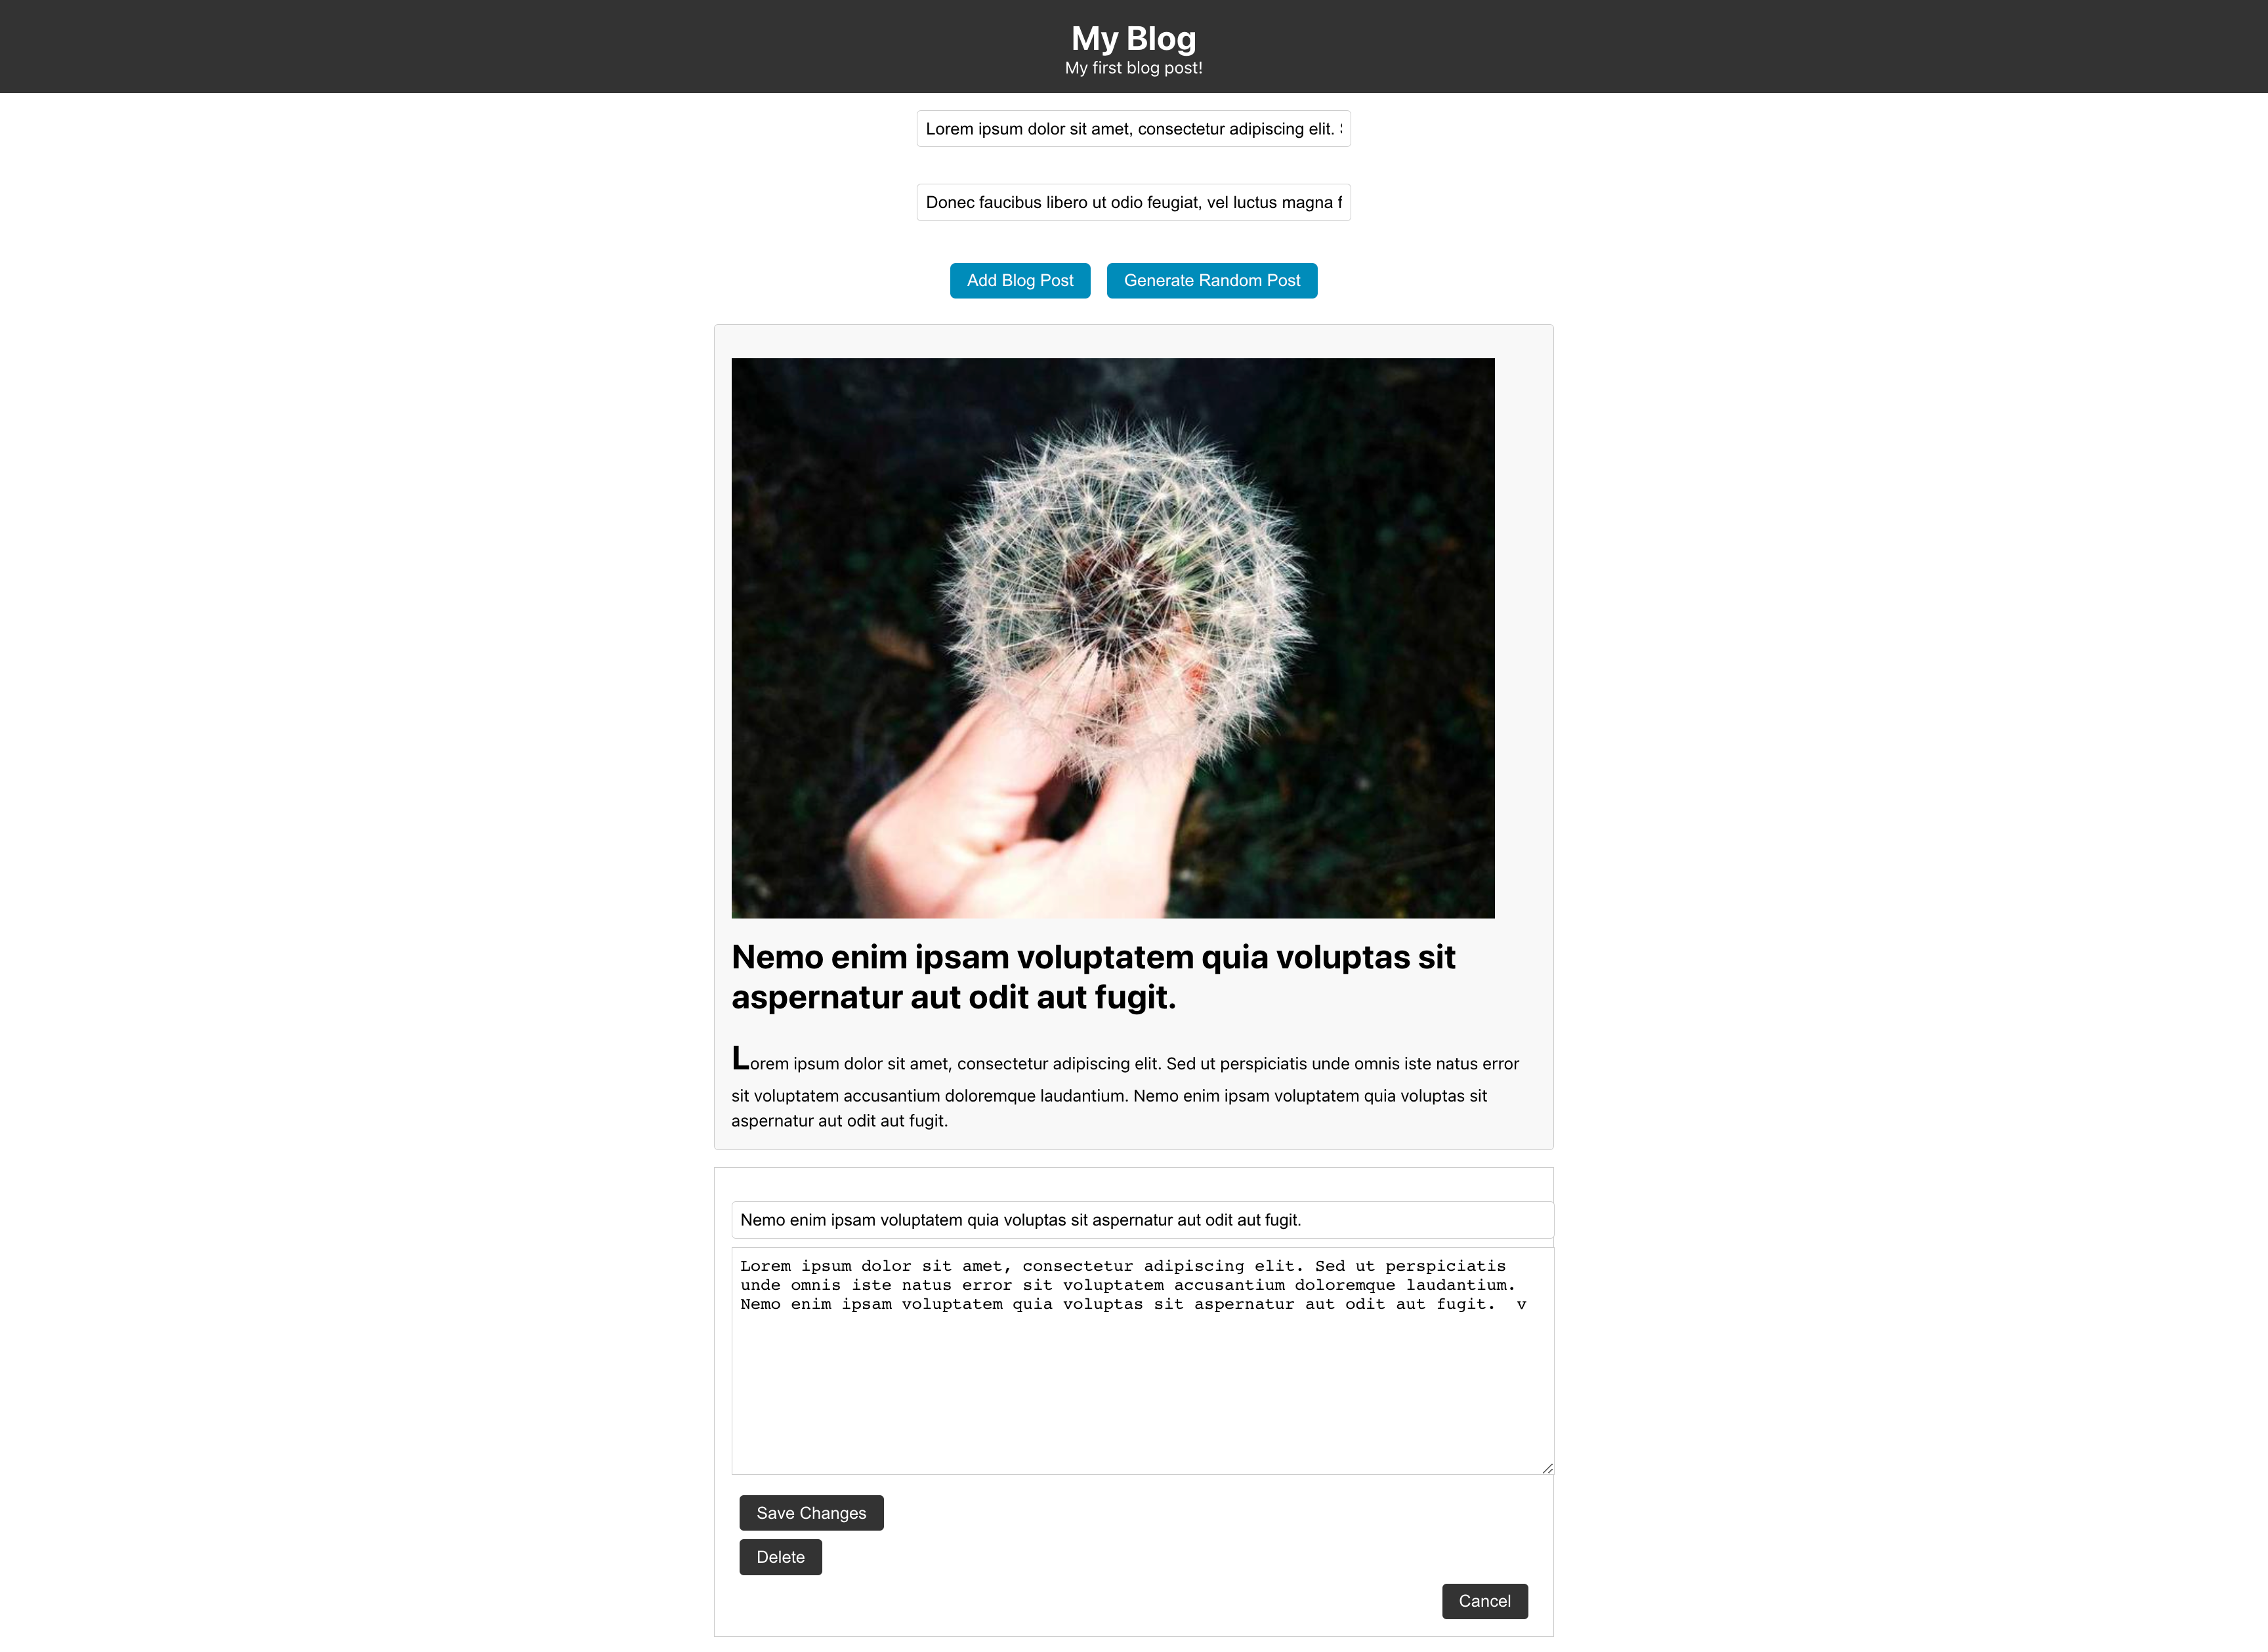 My Blog
My first blog post!
Lorem ipsum dolor sit amet, consectetur adipiscing elit.
Donec faucibus libero ut odio feugiat, vel luctus magna f
Add Blog Post Generate Random Post
Nemo enim ipsam voluptatem quia voluptas sit
aspernatur aut odit aut fugit.
Lorem ipsum dolor sit amet, consectetur adipiscing elit. Sed ut perspiciatis unde omnis iste natus error
sit voluptatem accusantium doloremque laudantium. Nemo enim ipsam voluptatem quia voluptas sit
aspernatur aut odit aut fugit.
Nemo enim ipsam voluptatem quia voluptas sit aspernatur aut odit aut fugit.
Lorem ipsum dolor sit amet, consectetur adipiscing elit. Sed ut perspiciatis
unde omnis iste natus error sit voluptatem accusantium doloremque laudantium.
Nemo enim ipsam voluptatem quia voluptas sit aspernatur aut odit aut fugit.  v
Save Changes
Delete
Cancel